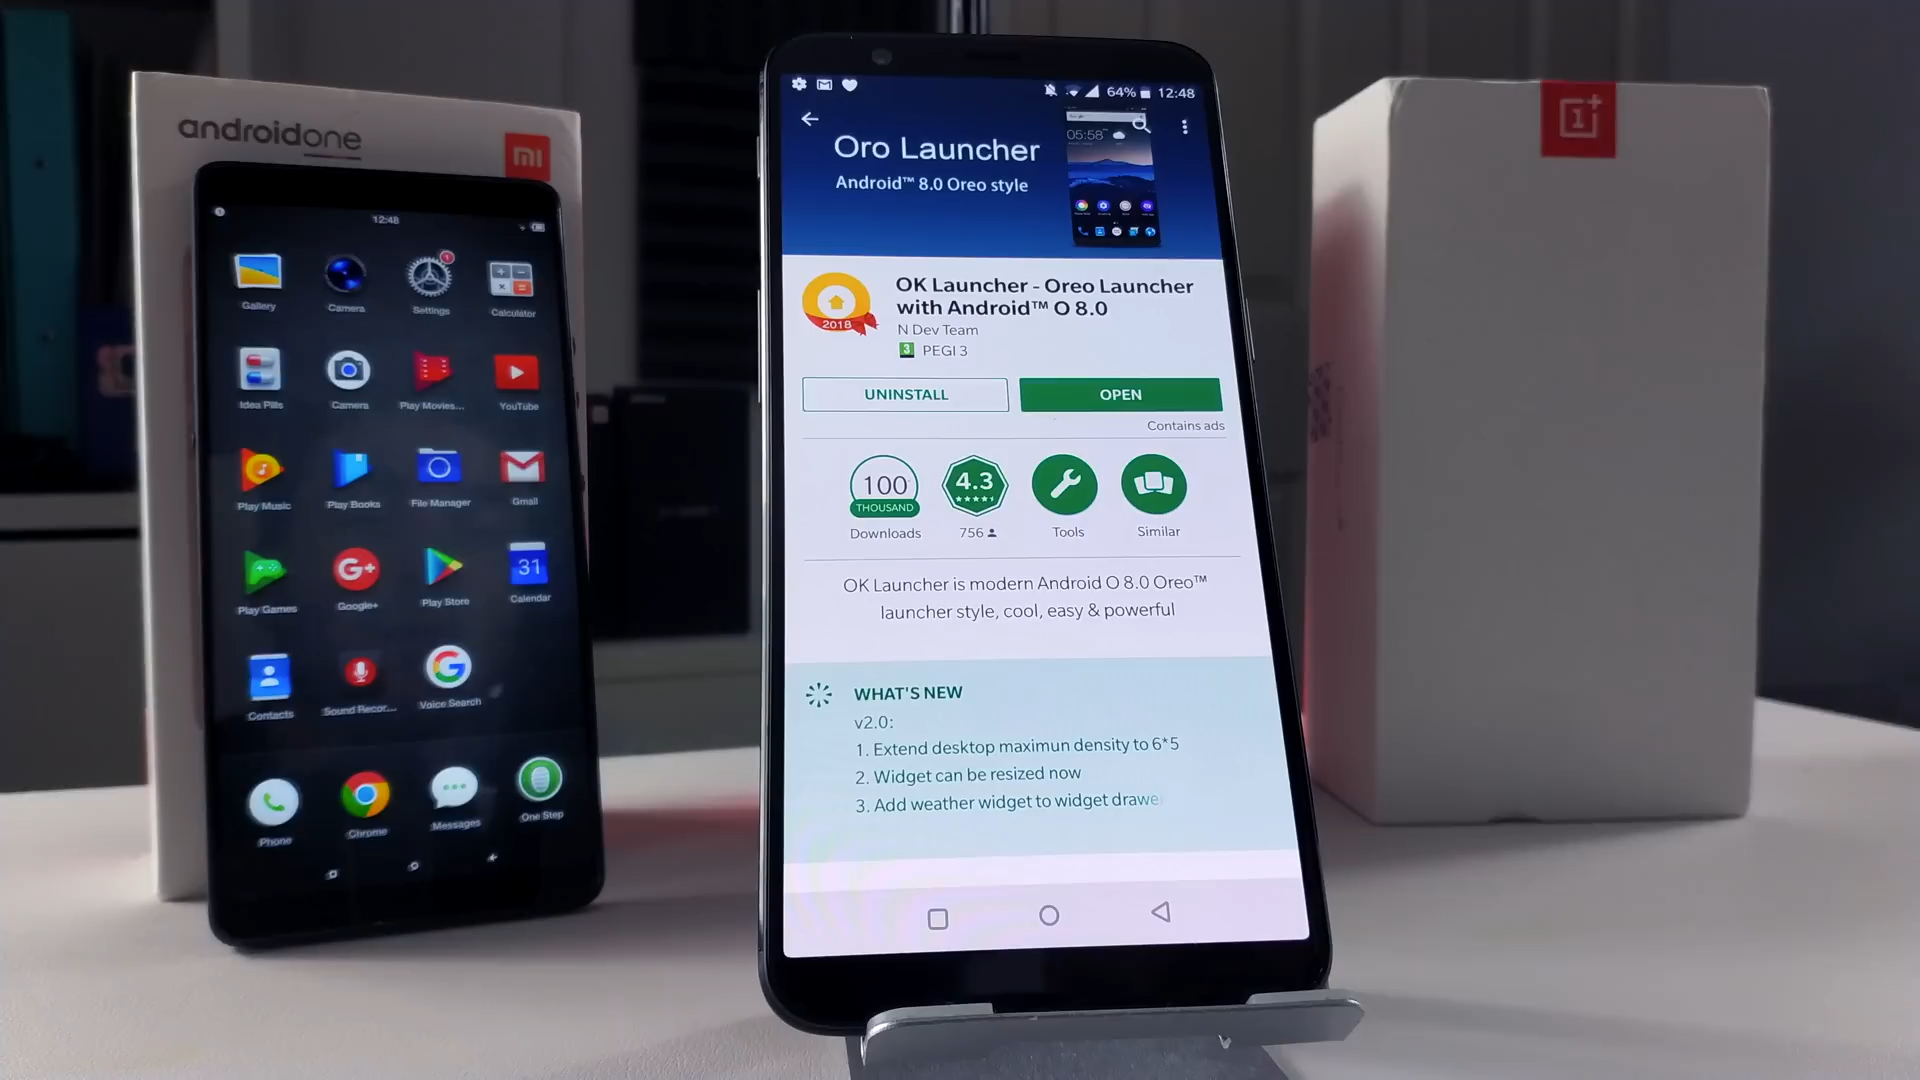 androidone
mi
12:48
Gallery
Camera
Settings
Calculator
Idea Pills
Camera
Play Movies...
YouTube
Play Music
Play Books
File Manager
Gmail
Play Games
Google+
Play Store
31
Calendar
Contacts
Sound Recor...
Voice Search
Phone
Chrome
Messages
One Step
64% 12:48
Oro Launcher
Android™ 8.0 Oreo style
05:58
2018
OK Launcher - Oreo Launcher
with Android™ O 8.0
N Dev Team
3 PEGI 3
UNINSTALL
OPEN
Contains ads
100
THOUSAND
Downloads
4.3
756
Tools
Similar
OK Launcher is modern Android O 8.0 Oreo™
launcher style, cool, easy & powerful
WHAT'S NEW
v2.0:
1. Extend desktop maximun density to 6*5
2. Widget can be resized now
3. Add weather widget to widget drawe
1+